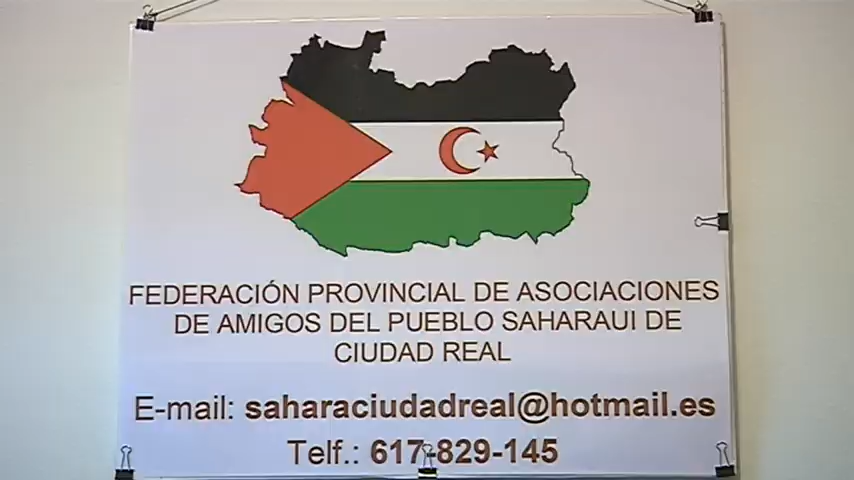 FEDERACIÓN PROVINCIAL DE ASOCIACIONES
DE AMIGOS DEL PUEBLO SAHARAUI DE
CIUDAD REAL
E-mail: saharaciudadreal@hotmail.es
Telf.: 617-829-145